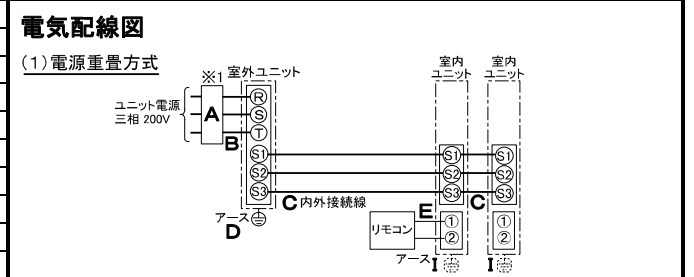 電気配線図
(1)電源重畳方式
※1 室外ユニット
室内
ユニット
室内
ユニット
ユニット電源
三相 200V
A
B
R
S
T
S1
S2
S3
S1
S2
S3
S1
S2
S3
C 内外接続線
C
アース
D
リモコン
E
①
②
①
②
アース I
I